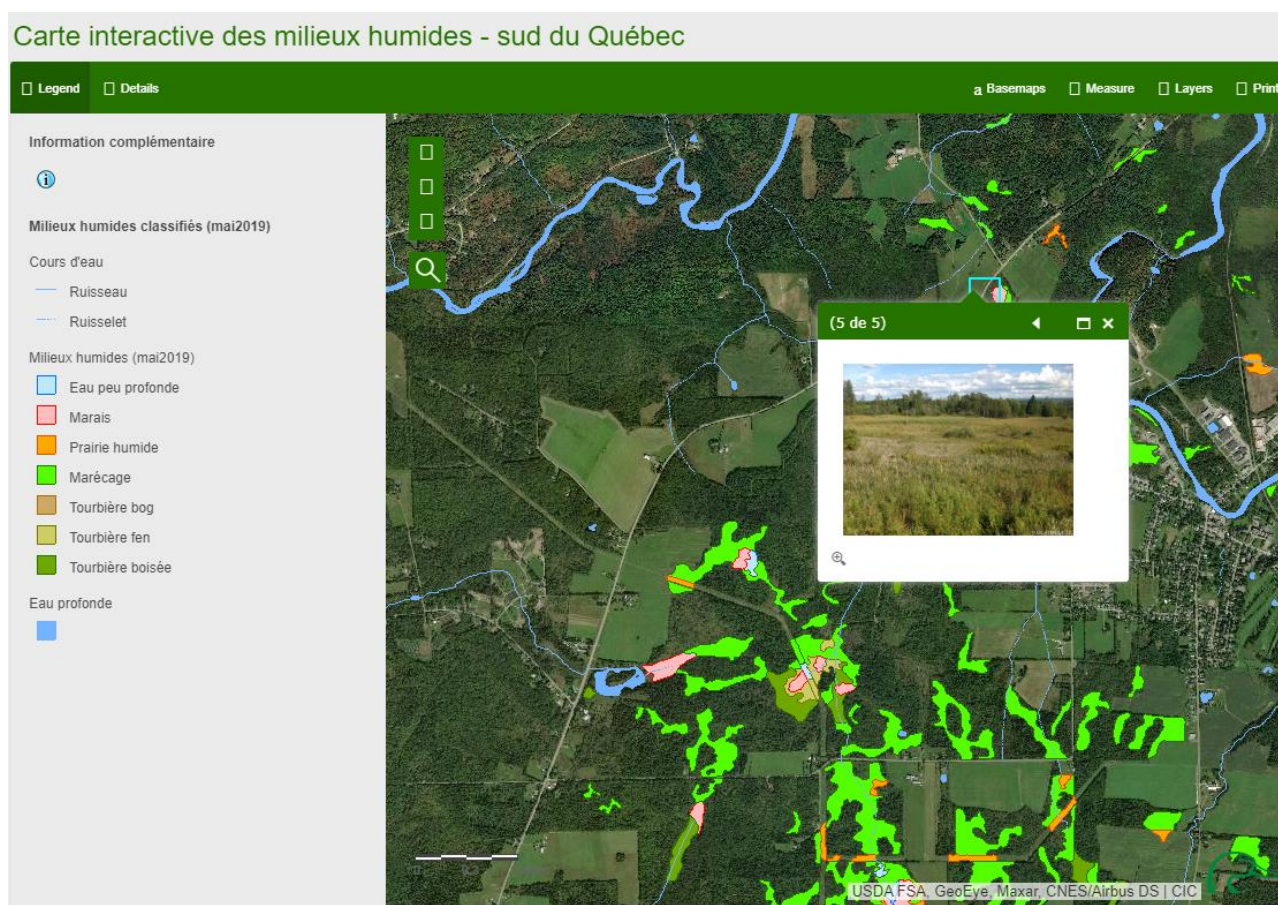 Carte interactive des milieux humides - sud du Québec
Legend
Details
a Basemaps
Measure
Layers
Print
Information complémentaire
Milieux humides classifiés (mai2019)
Cours d'eau
Ruisseau
Ruisselet
Milieux humides (mai2019)
Eau peu profonde
Marais
Prairie humide
Marécage
Tourbière bog
Tourbière fen
Tourbière boisée
Eau profonde
(5 de 5)
USDA FSA, GeoEye, Maxar, CNES/Airbus DS | CIC